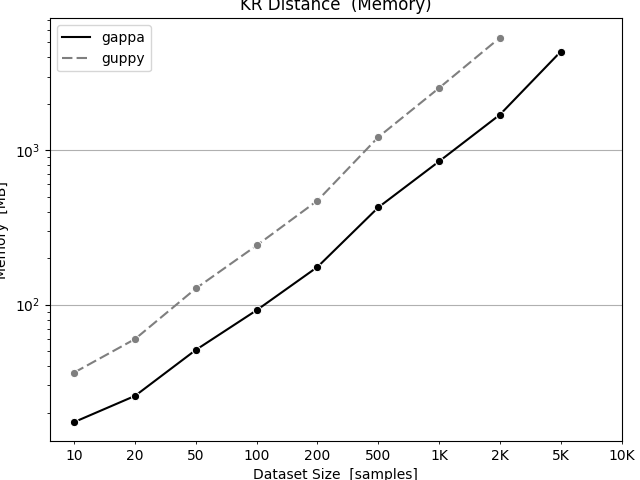 KR Distance (Memory)
gappa
guppy
10³
10²
Memory [MB]
10 20 50 100 200 500 1K 2K 5K 10K
Dataset Size [samples]